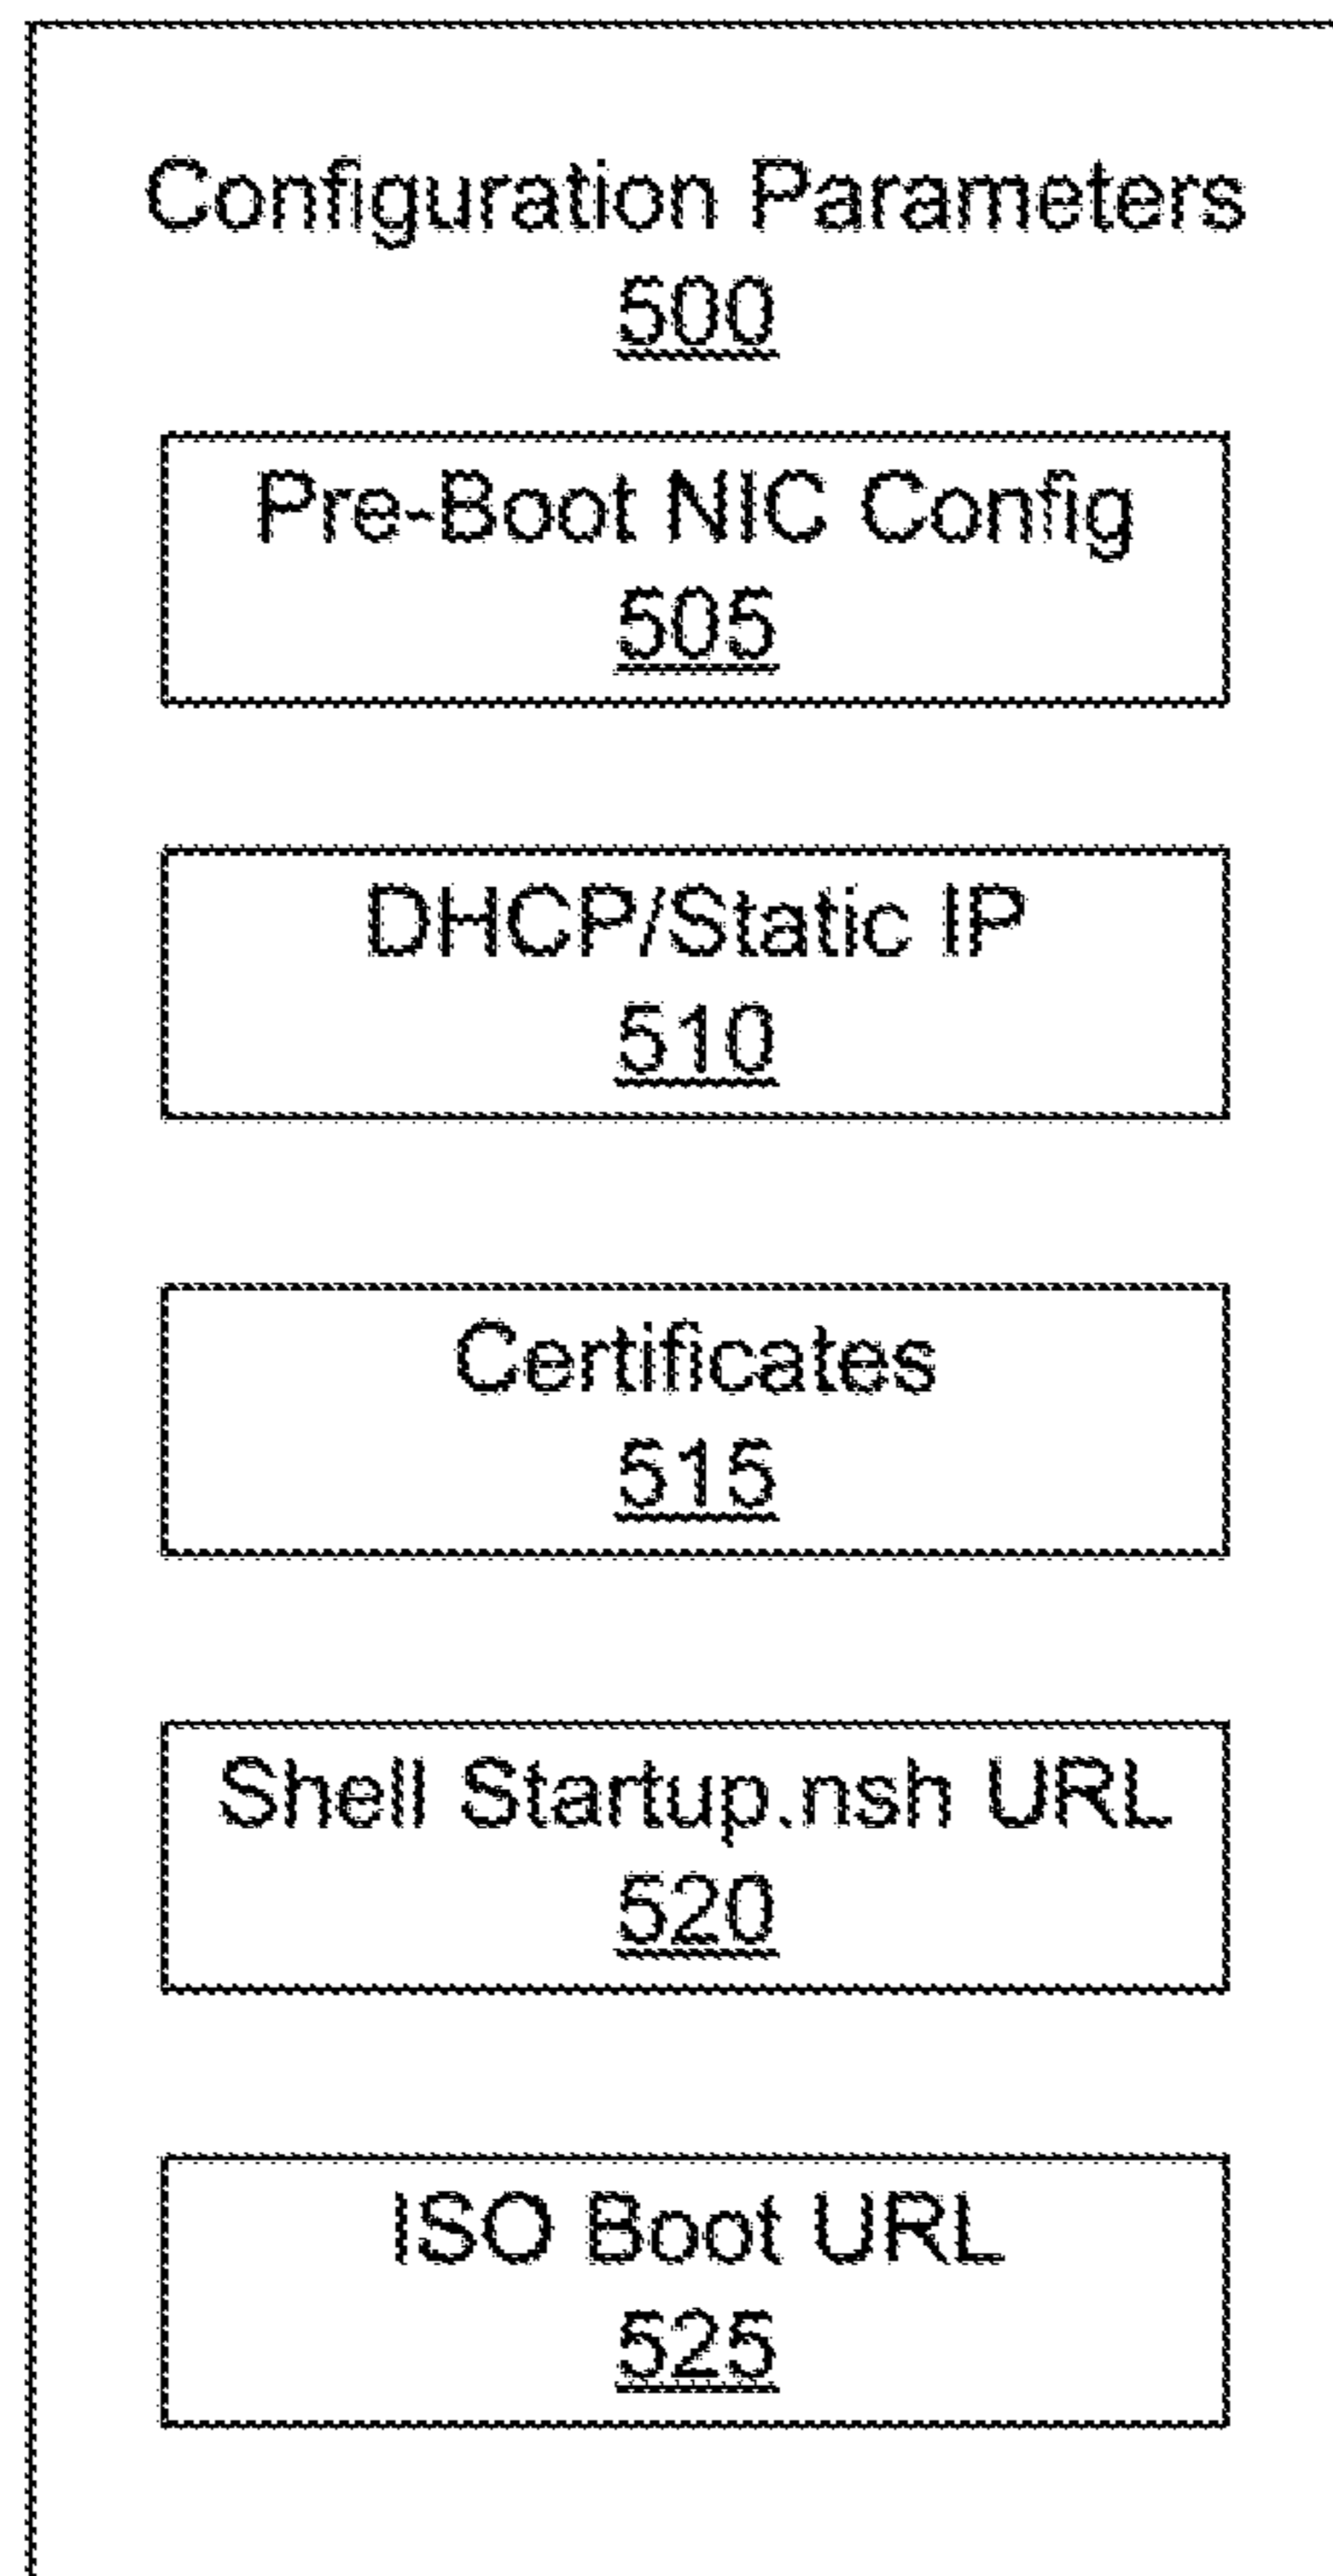 Configuration Parameters
500
Pre-Boot NIC Config
505
DHCP/Static IP
510
Certificates
515
Shell Startup.nsh URL
520
ISO Boot URL
525